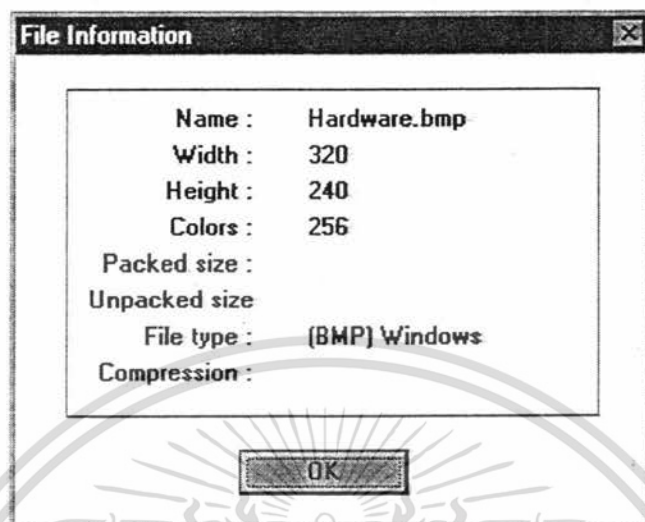 File Information
Name : Hardware.bmp
Width : 320
Height : 240
Colors : 256
Packed size :
Unpacked size
File type : (BMP) Windows
Compression :
OK